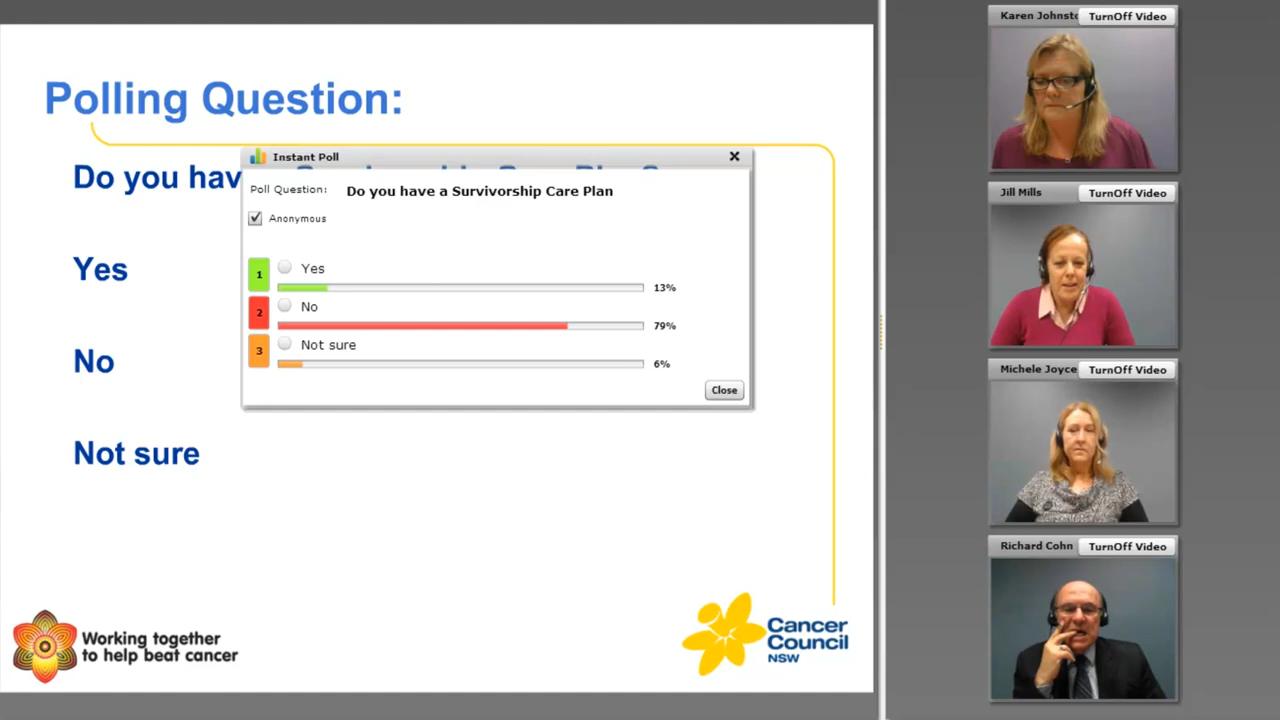 Polling Question:
Do you hav
Yes
No
Not sure
Instant Poll
Poll Question: Do you have a Survivorship Care Plan
Anonymous
1 Yes
13%
2 No
79%
3 Not sure
6%
Close
Working together
to help beat cancer
Cancer
Council
NSW
Karen Johnsto TurnOff Video
Jill Mills TurnOff Video
Michele Joyce TurnOff Video
Richard Cohn TurnOff Video